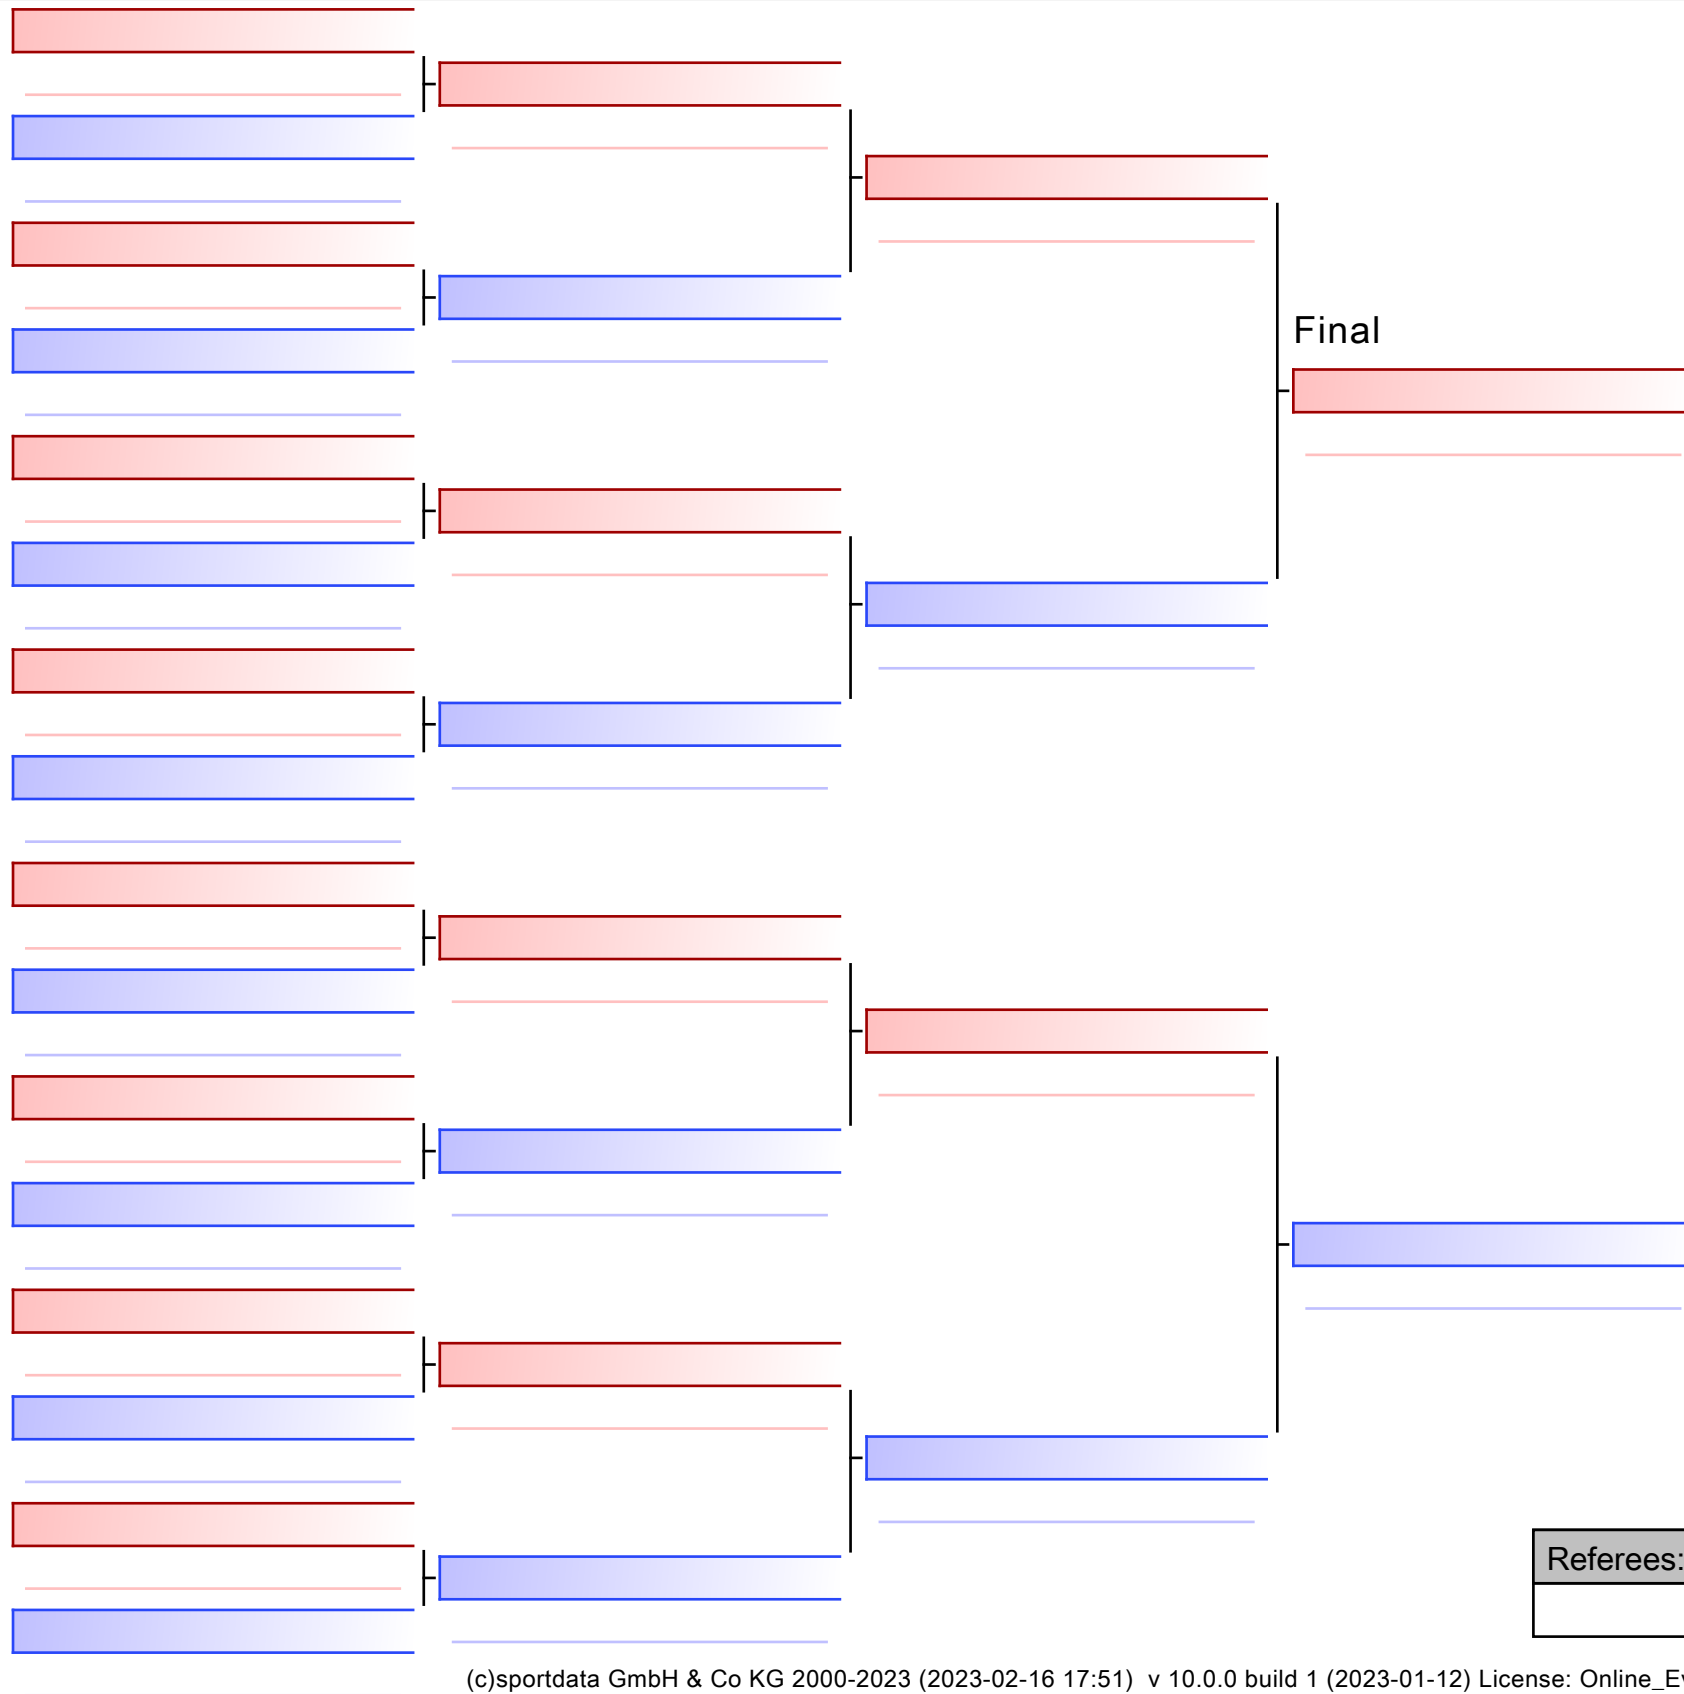 Final
Referees:
(c)sportdata GmbH & Co KG 2000-2023 (2023-02-16 17:51)  v 10.0.0 build 1 (2023-01-12) License: Online_Ev